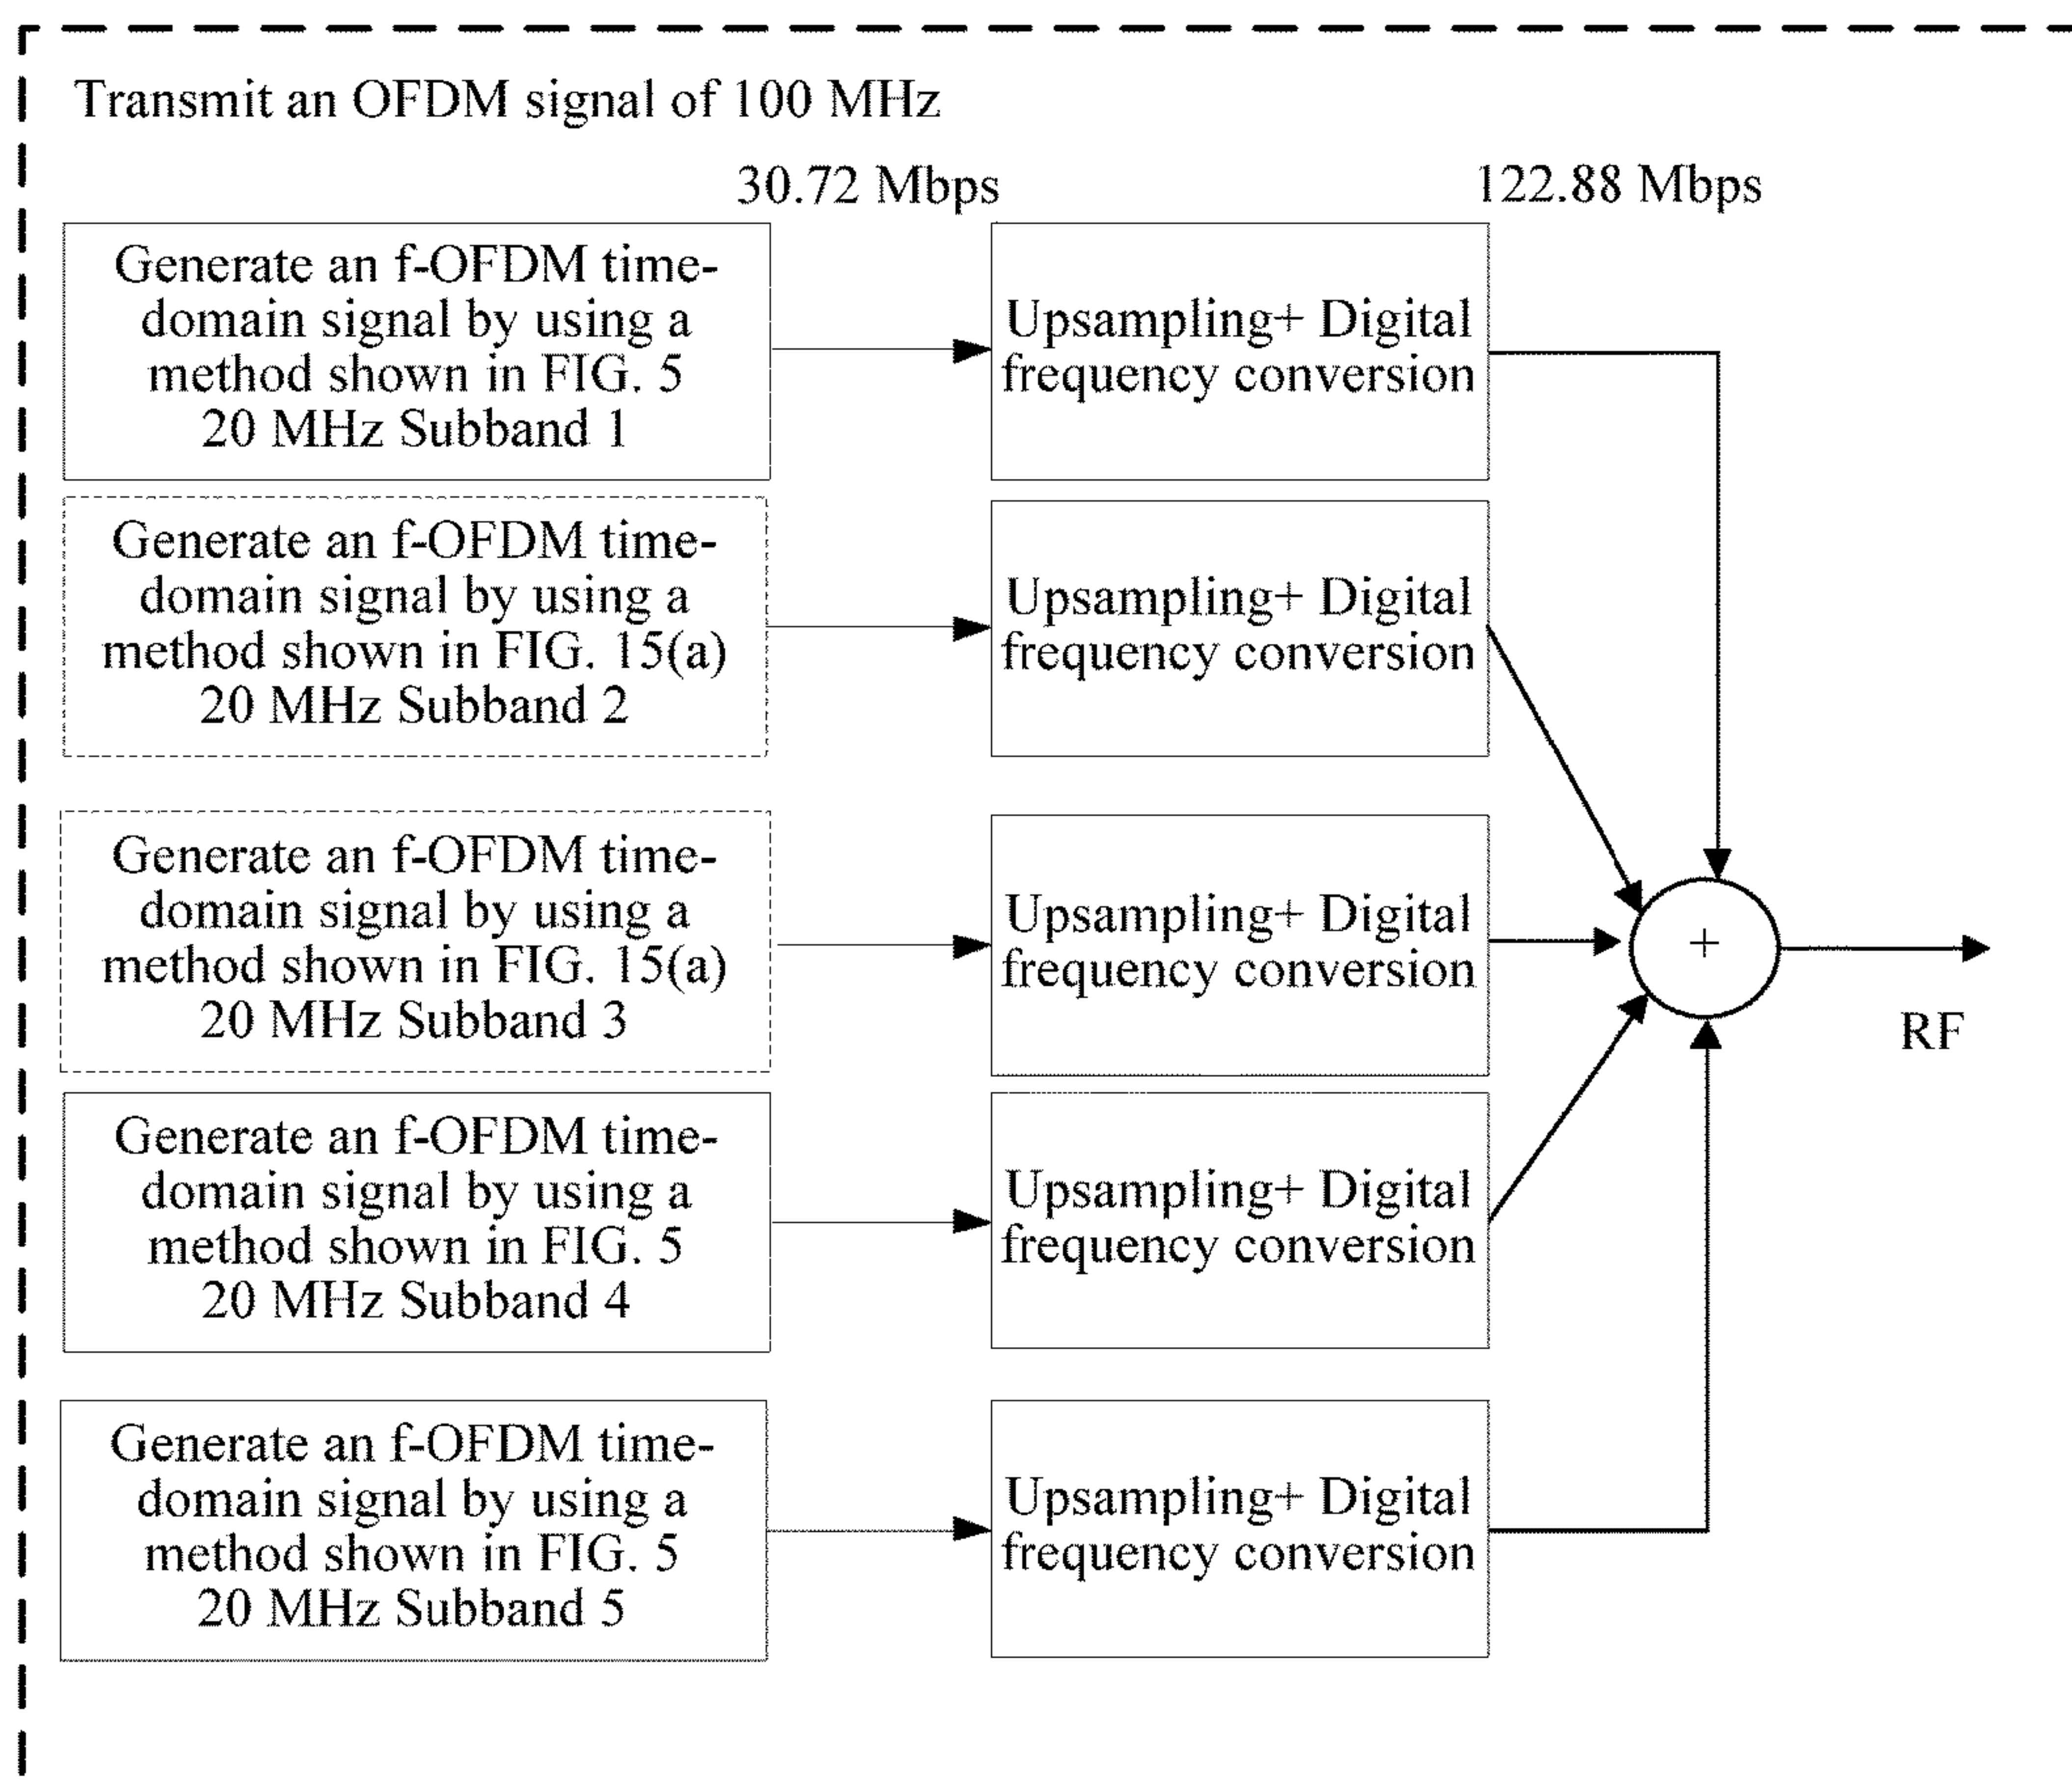 Transmit an OFDM signal of 100 MHz
30.72 Mbps
122.88 Mbps
Generate an f-OFDM time-
domain signal by using a
method shown in FIG. 5
20 MHz Subband 1
Upsampling+ Digital
frequency conversion
Generate an f-OFDM time-
domain signal by using a
method shown in FIG. 15(a)
20 MHz Subband 2
Upsampling+ Digital
frequency conversion
Generate an f-OFDM time-
domain signal by using a
method shown in FIG. 15(a)
20 MHz Subband 3
Upsampling+ Digital
frequency conversion
+
RF
Generate an f-OFDM time-
domain signal by using a
method shown in FIG. 5
20 MHz Subband 4
Upsampling+ Digital
frequency conversion
Generate an f-OFDM time-
domain signal by using a
method shown in FIG. 5
20 MHz Subband 5
Upsampling+ Digital
frequency conversion